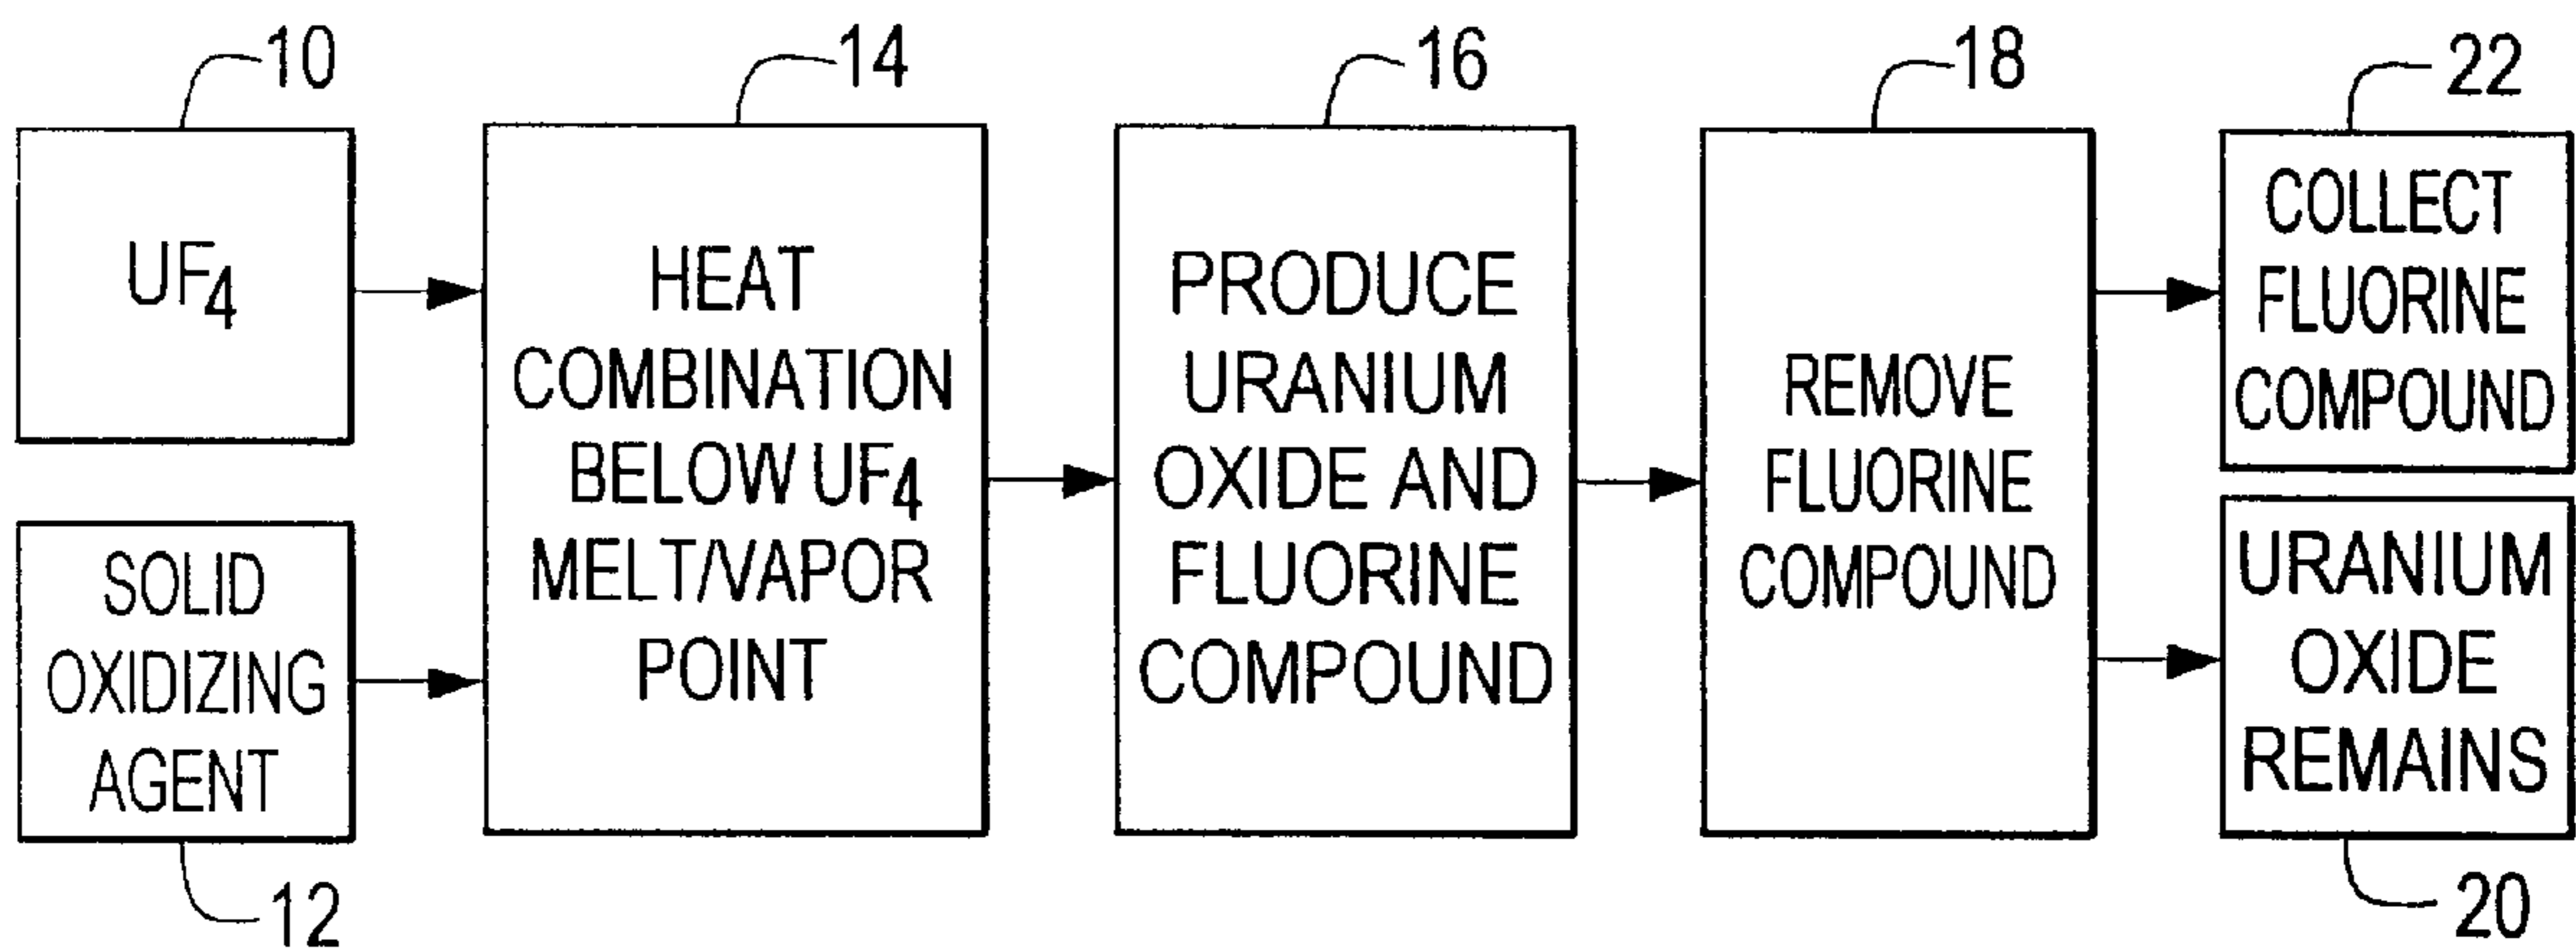 10
UF4
SOLID
OXIDIZING
AGENT
12
14
HEAT
COMBINATION
BELOW UF4
MELT/VAPOR
POINT
16
PRODUCE
URANIUM
OXIDE AND
FLUORINE
COMPOUND
18
REMOVE
FLUORINE
COMPOUND
22
COLLECT
FLUORINE
COMPOUND
URANIUM
OXIDE
REMAINS
20